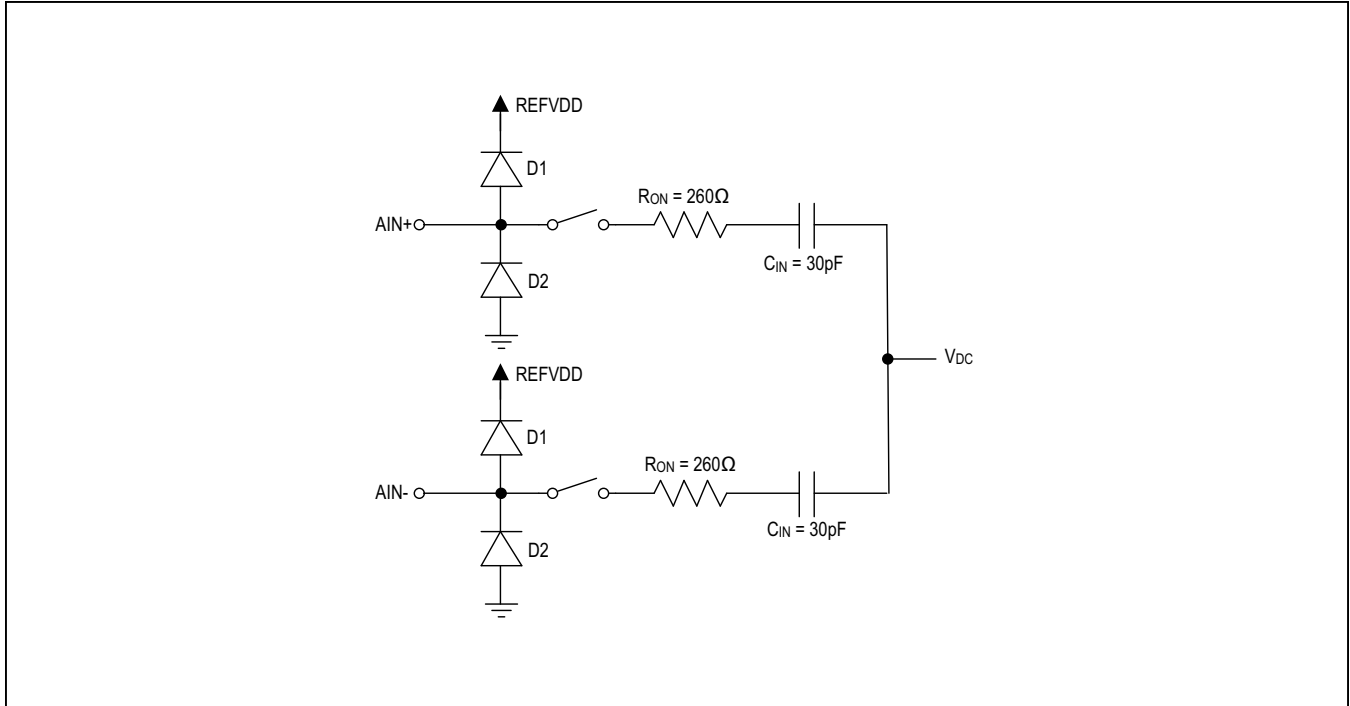 REFVDD
D1
RON = 260Ω
AIN+
CIN = 30pF
D2
VDC
REFVDD
D1
RON = 260Ω
AIN-
CIN = 30pF
D2